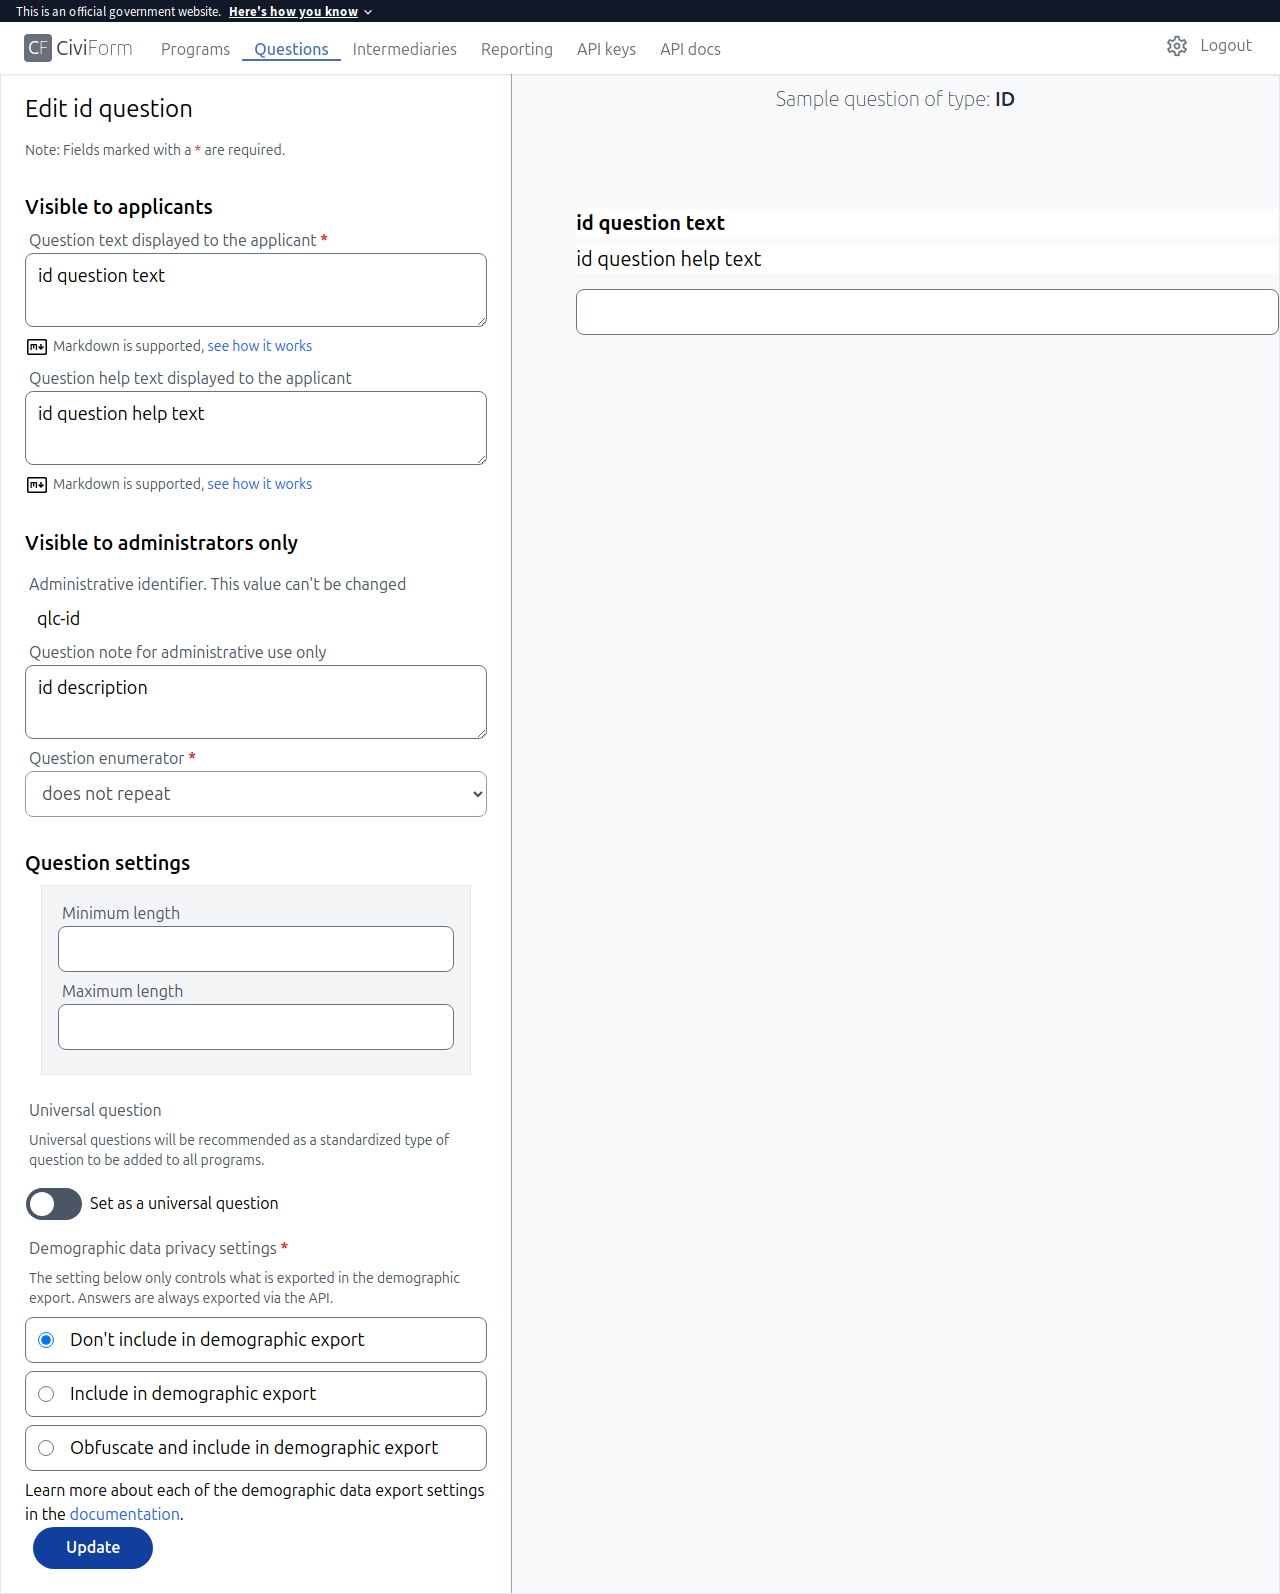 This is an official government website. Here's how you know
CF CiviForm Programs Questions Intermediaries Reporting API keys API docs Logout
Edit id question
Note: Fields marked with a * are required.
Visible to applicants
Question text displayed to the applicant *
id question text
Markdown is supported, see how it works
Question help text displayed to the applicant
id question help text
Markdown is supported, see how it works
Visible to administrators only
Administrative identifier. This value can't be changed
qlc-id
Question note for administrative use only
id description
Question enumerator *
does not repeat
Question settings
Minimum length
Maximum length
Universal question
Universal questions will be recommended as a standardized type of
question to be added to all programs.
Set as a universal question
Demographic data privacy settings *
The setting below only controls what is exported in the demographic
export. Answers are always exported via the API.
Don't include in demographic export
Include in demographic export
Obfuscate and include in demographic export
Learn more about each of the demographic data export settings
in the documentation.
Update
Sample question of type: ID
id question text
id question help text